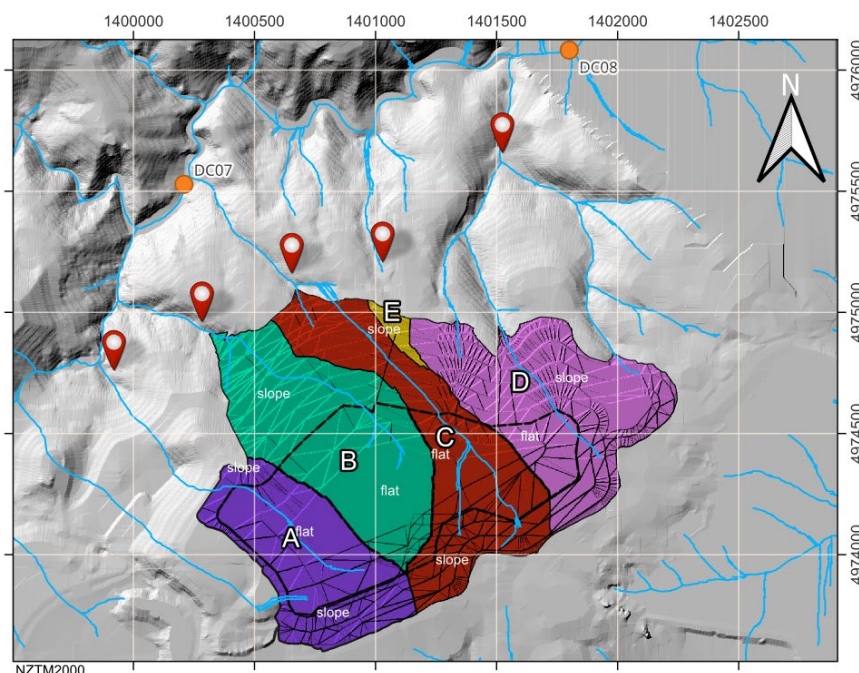 1400000 1400500 1401000 1401500 1402000 1402500
4976000
DC08
N
DC07
4975500
4975000
E
slope
D
slope
slope
C
flat
flat
4974500
B
slope
flat
A
flat
4974000
slope
slope
NZTM2000